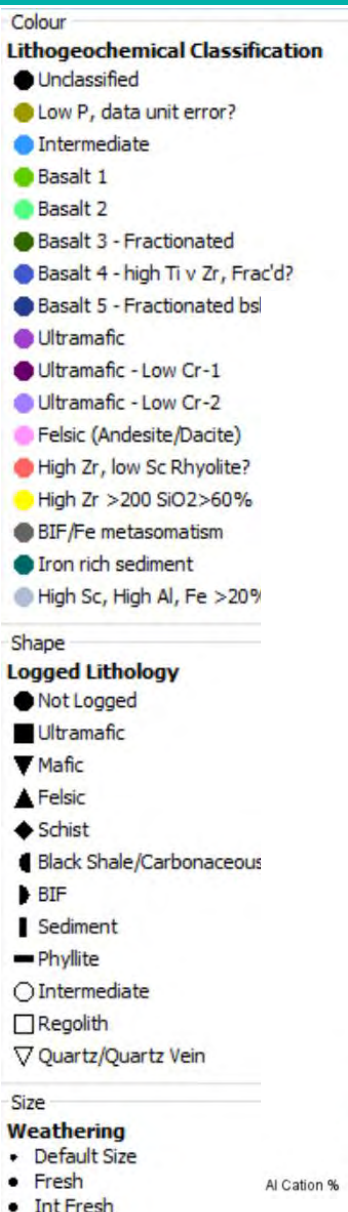 Colour
Lithogeochemical Classification
Unclassified
Low P, data unit error?
Intermediate
Basalt 1
Basalt 2
Basalt 3 - Fractionated
Basalt 4 - high Ti v Zr, Frac'd?
Basalt 5 - Fractionated bsl
Ultramafic
Ultramafic - Low Cr-1
Ultramafic - Low Cr-2
Felsic (Andesite/Dacite)
High Zr, low Sc Rhyolite?
High Zr >200 SiO2>60%
BIF/Fe metasomatism
Iron rich sediment
High Sc, High Al, Fe >20%
Shape
Logged Lithology
Not Logged
Ultramafic
Mafic
Felsic
Schist
Black Shale/Carbonaceous
BIF
Sediment
Phyllite
Intermediate
Regolith
Quartz/Quartz Vein
Size
Weathering
Default Size
Fresh
Al Cation %
Int Fresh